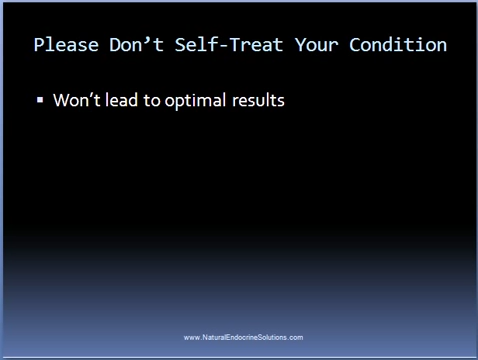 Please Don’t Self-Treat Your Condition
▪ Won’t lead to optimal results
www.NaturalEndocrineSolutions.com